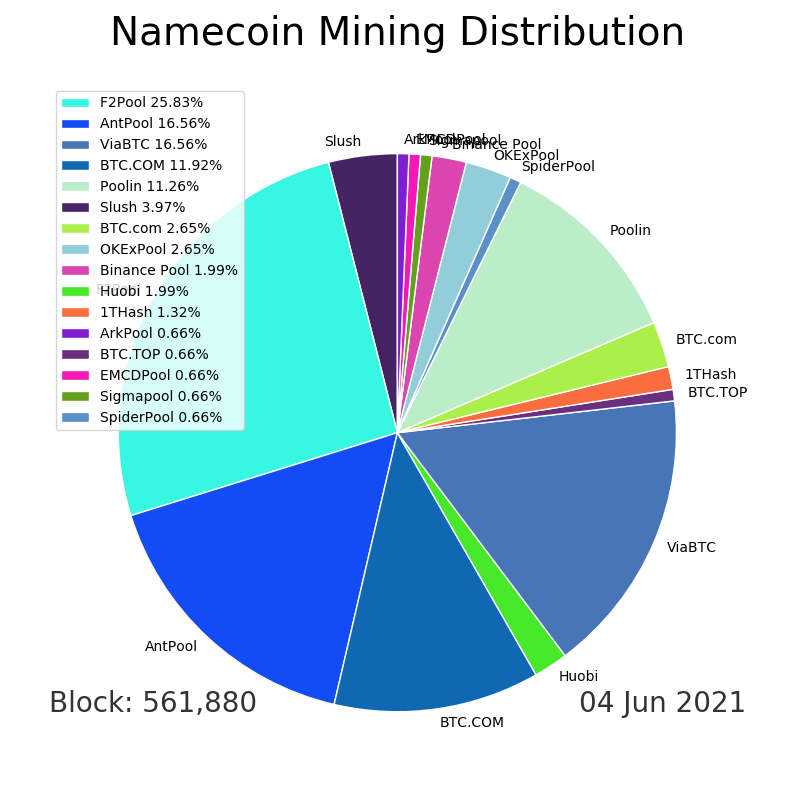 Namecoin Mining Distribution
F2Pool 25.83%
AntPool 16.56%
ViaBTC 16.56%
BTC.COM 11.92%
Poolin 11.26%
Slush 3.97%
BTC.com 2.65%
OKExPool 2.65%
Binance Pool 1.99%
Huobi 1.99%
1THash 1.32%
ArkPool 0.66%
BTC.TOP 0.66%
EMCDPool 0.66%
Sigmapool 0.66%
SpiderPool 0.66%
Slush
ArkPool
EMCDPool
Sigmapool
Binance Pool
OKExPool
SpiderPool
Poolin
BTC.com
1THash
BTC.TOP
ViaBTC
Huobi
BTC.COM
AntPool
Block: 561,880
04 Jun 2021